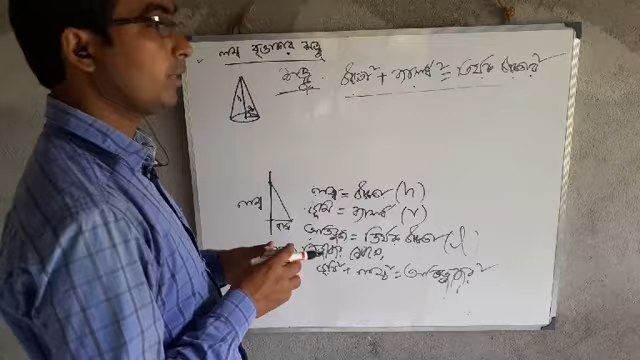 লম্ব বৃত্তাকার শঙ্কু
উচ্চতা² + ব্যাসার্ধ² = তির্যক উচ্চতা²
h
লম্ব
ভূমি
লম্ব = উচ্চতা (h)
ভূমি = ব্যাসার্ধ (r)
অতিভুজ = তির্যক উচ্চতা (l)
ভূমি² + লম্ব² = অতিভুজ²